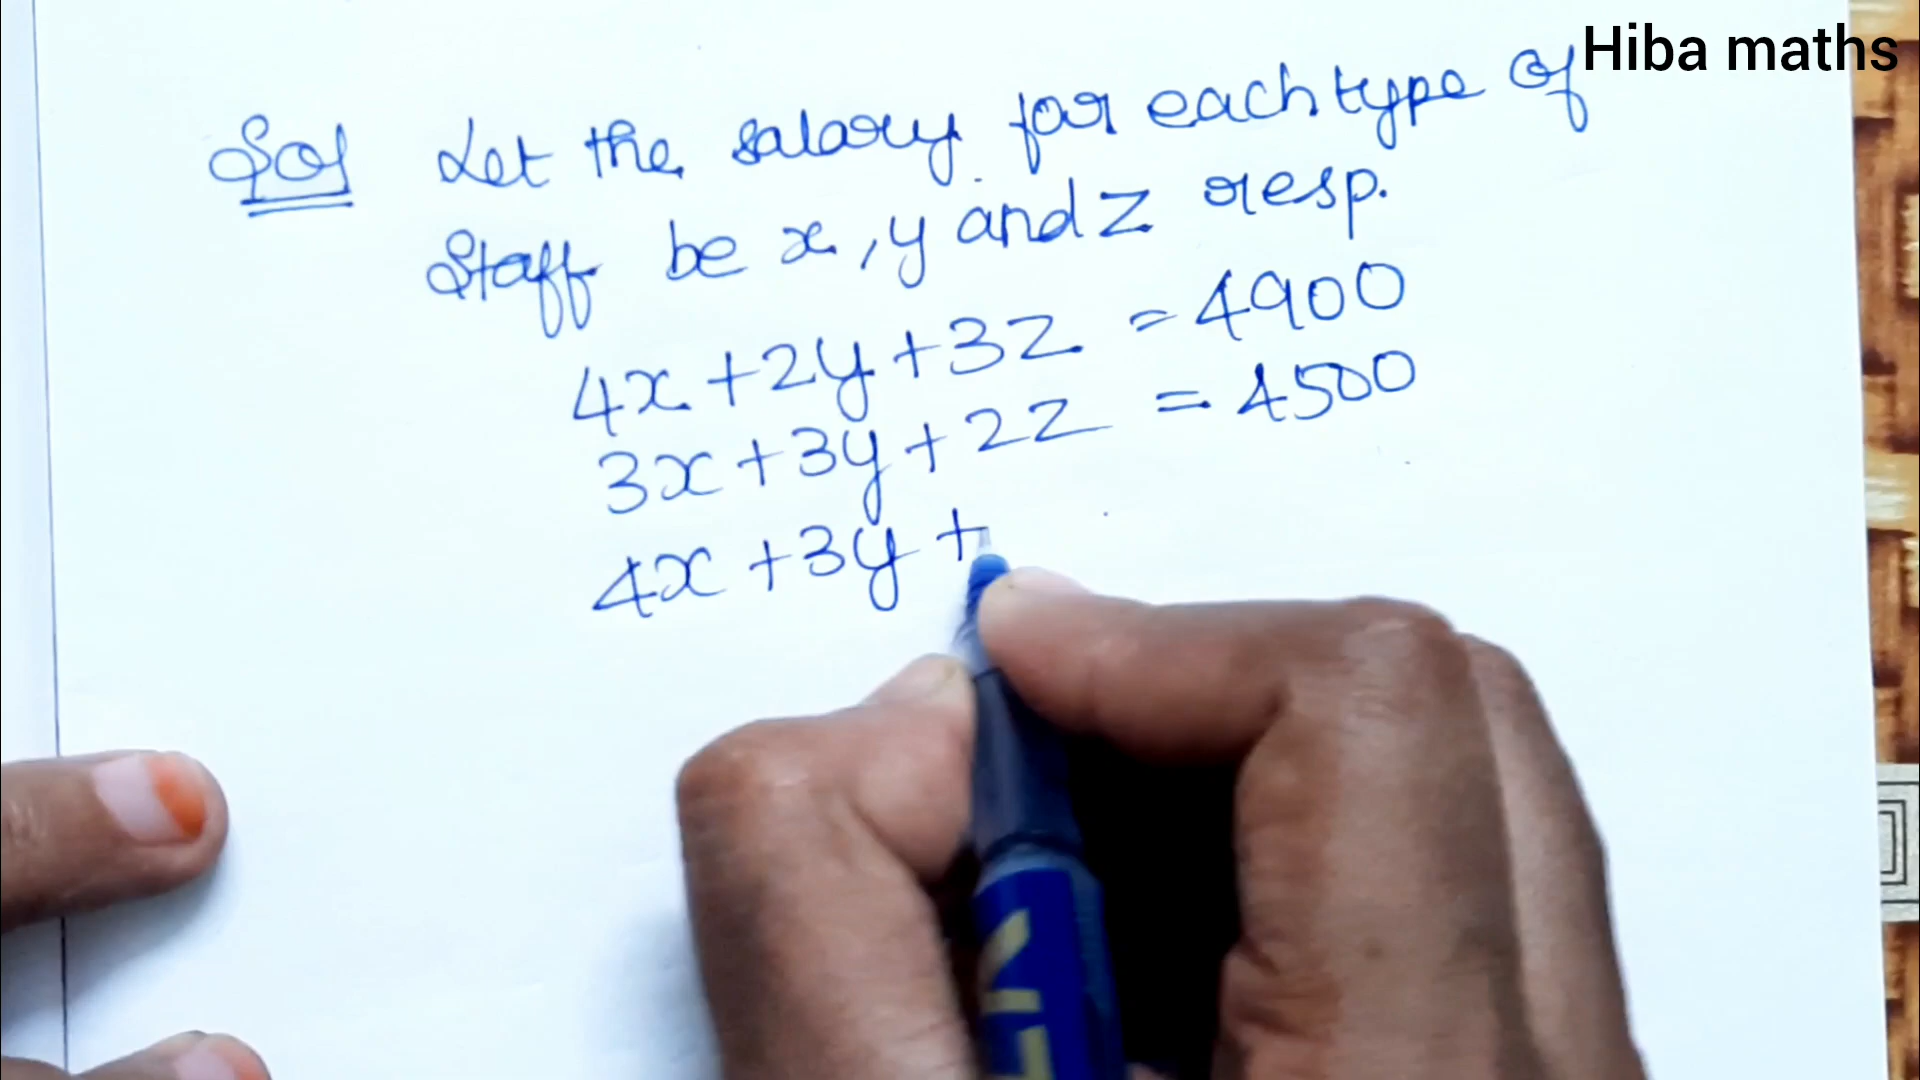 Hiba maths
Sol Let the salary for each type of
Staff be x, y and z resp.
4x + 2y + 3z = 4900
3x + 3y + 2z = 4500
4x + 3y +